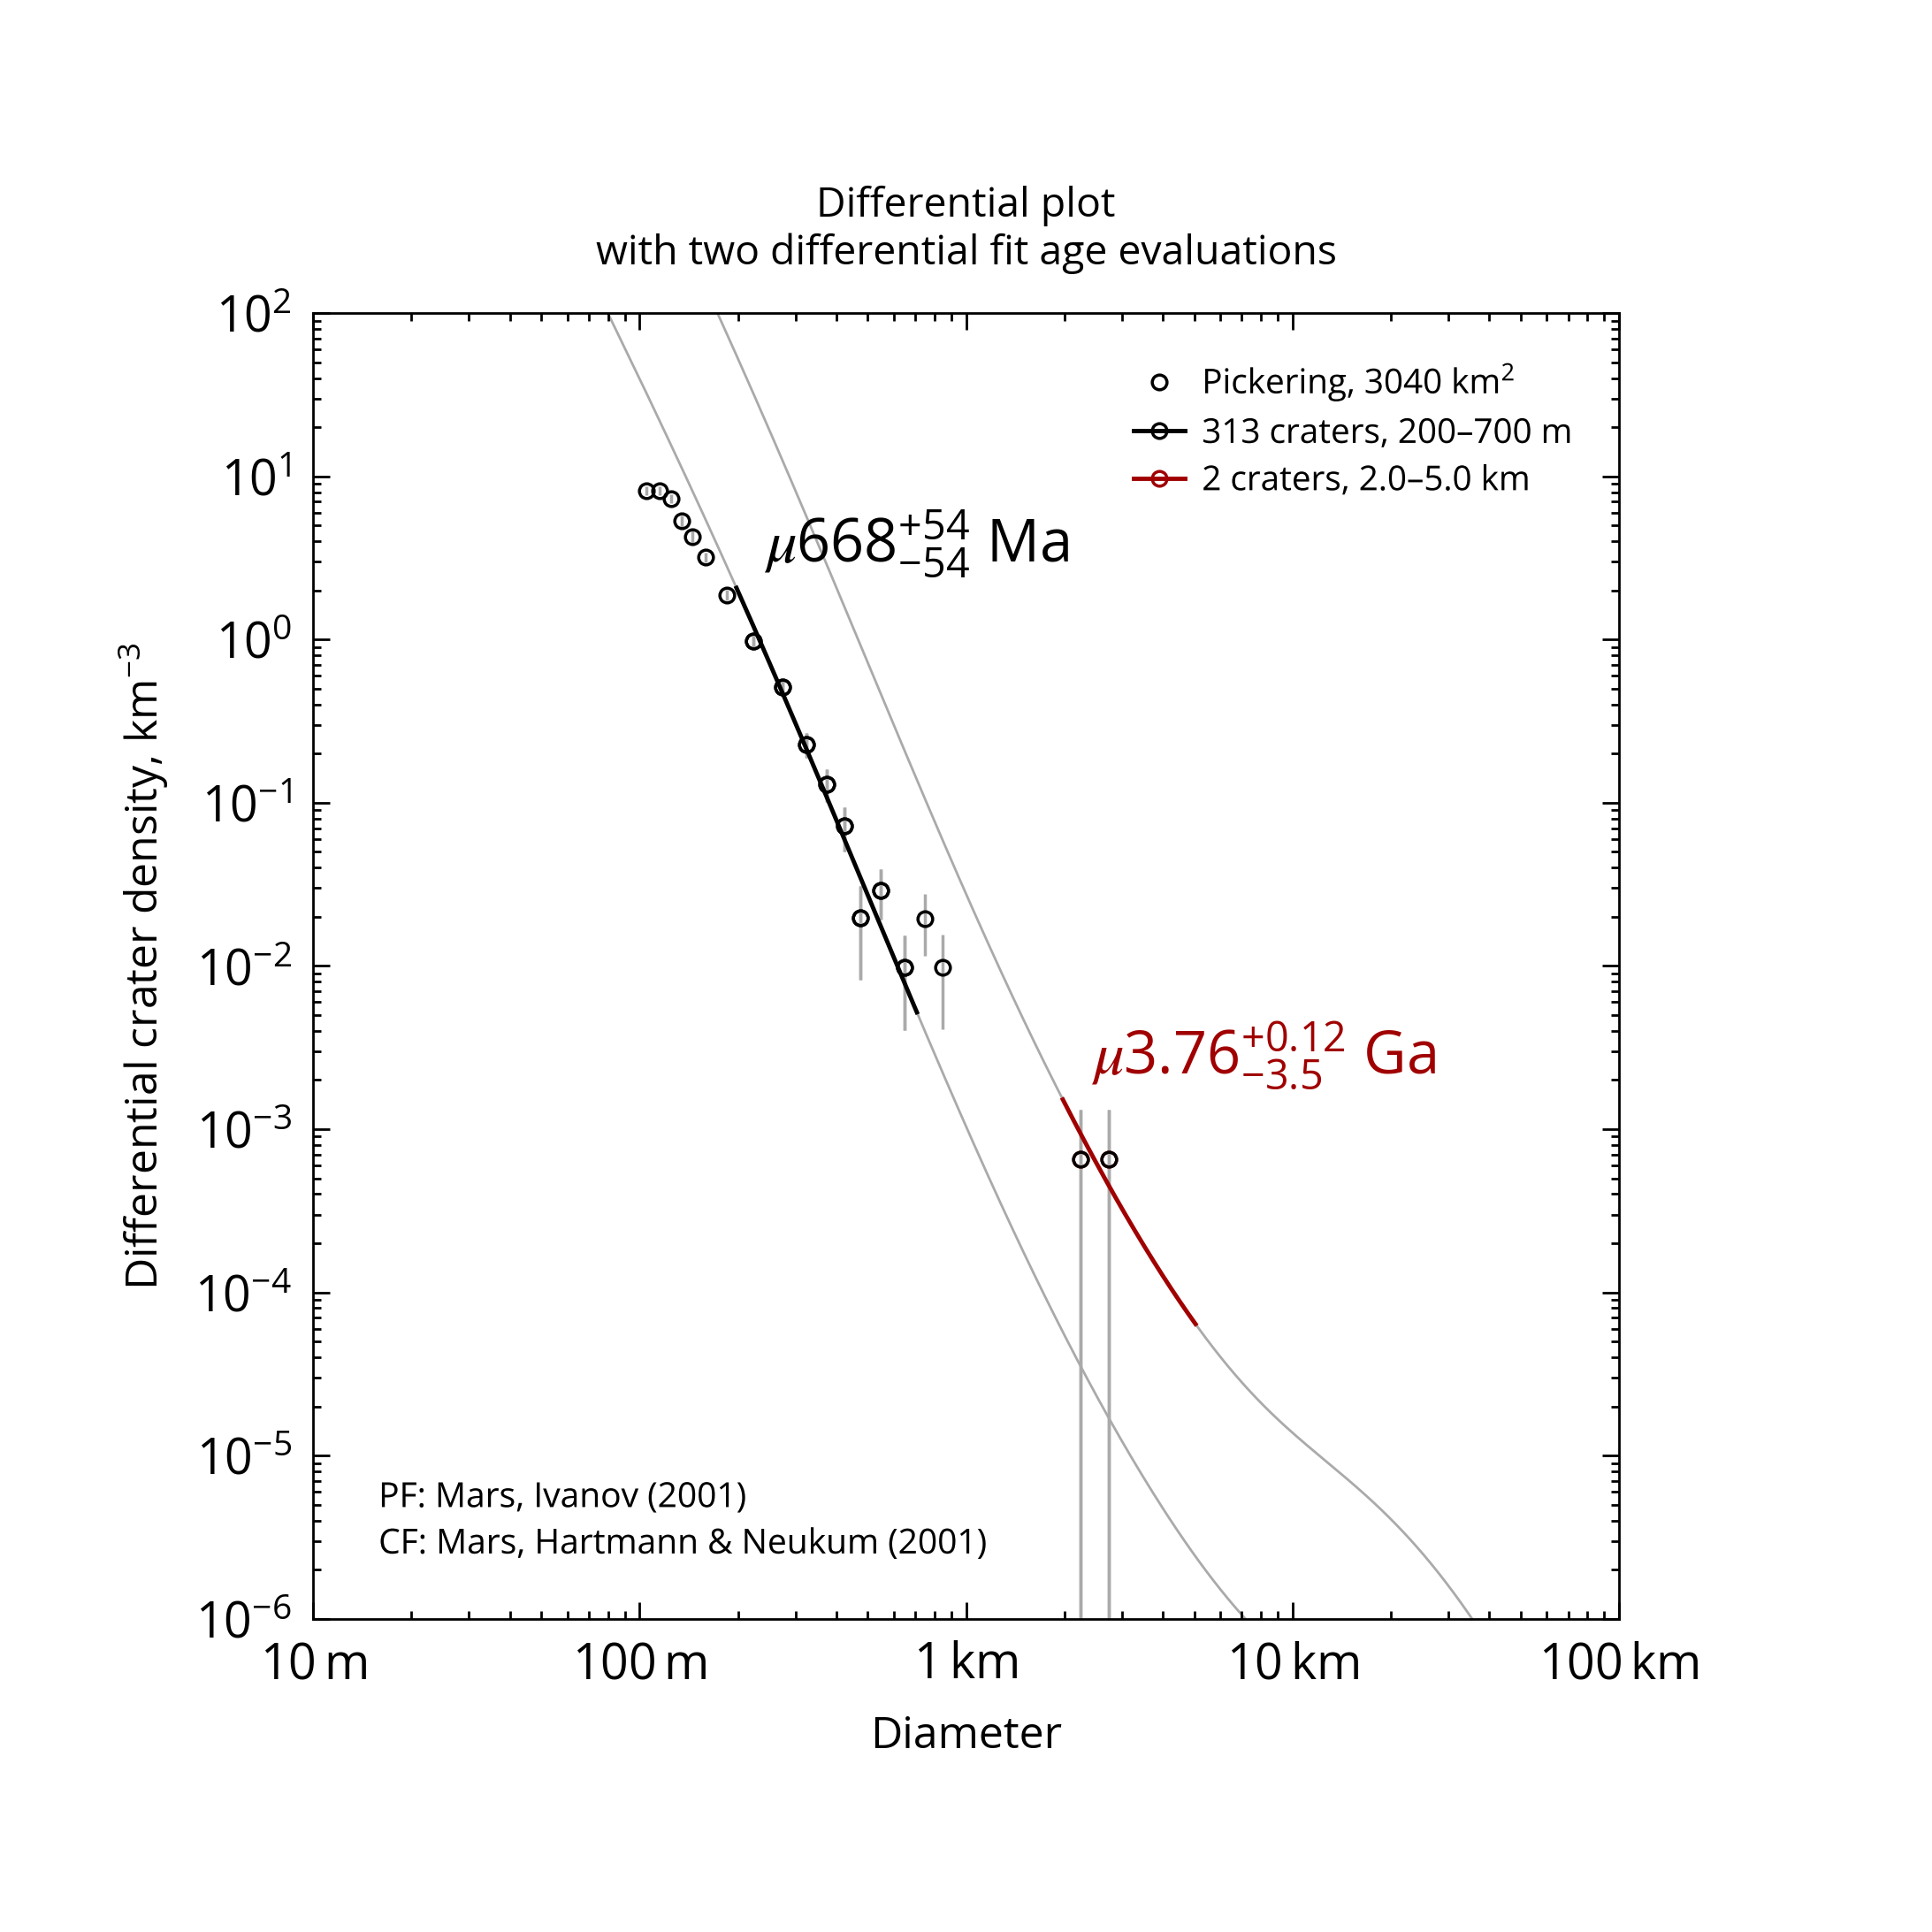 Differential plot
with two differential fit age evaluations
10²
10¹
10⁰
10⁻¹
10⁻²
10⁻³
10⁻⁴
10⁻⁵
10⁻⁶
Differential crater density, km⁻³
Pickering, 3040 km²
313 craters, 200–700 m
2 craters, 2.0–5.0 km
μ668 +54 −54 Ma
μ3.76 +0.12 −3.5 Ga
PF: Mars, Ivanov (2001)
CF: Mars, Hartmann & Neukum (2001)
10 m 100 m 1 km 10 km 100 km
Diameter